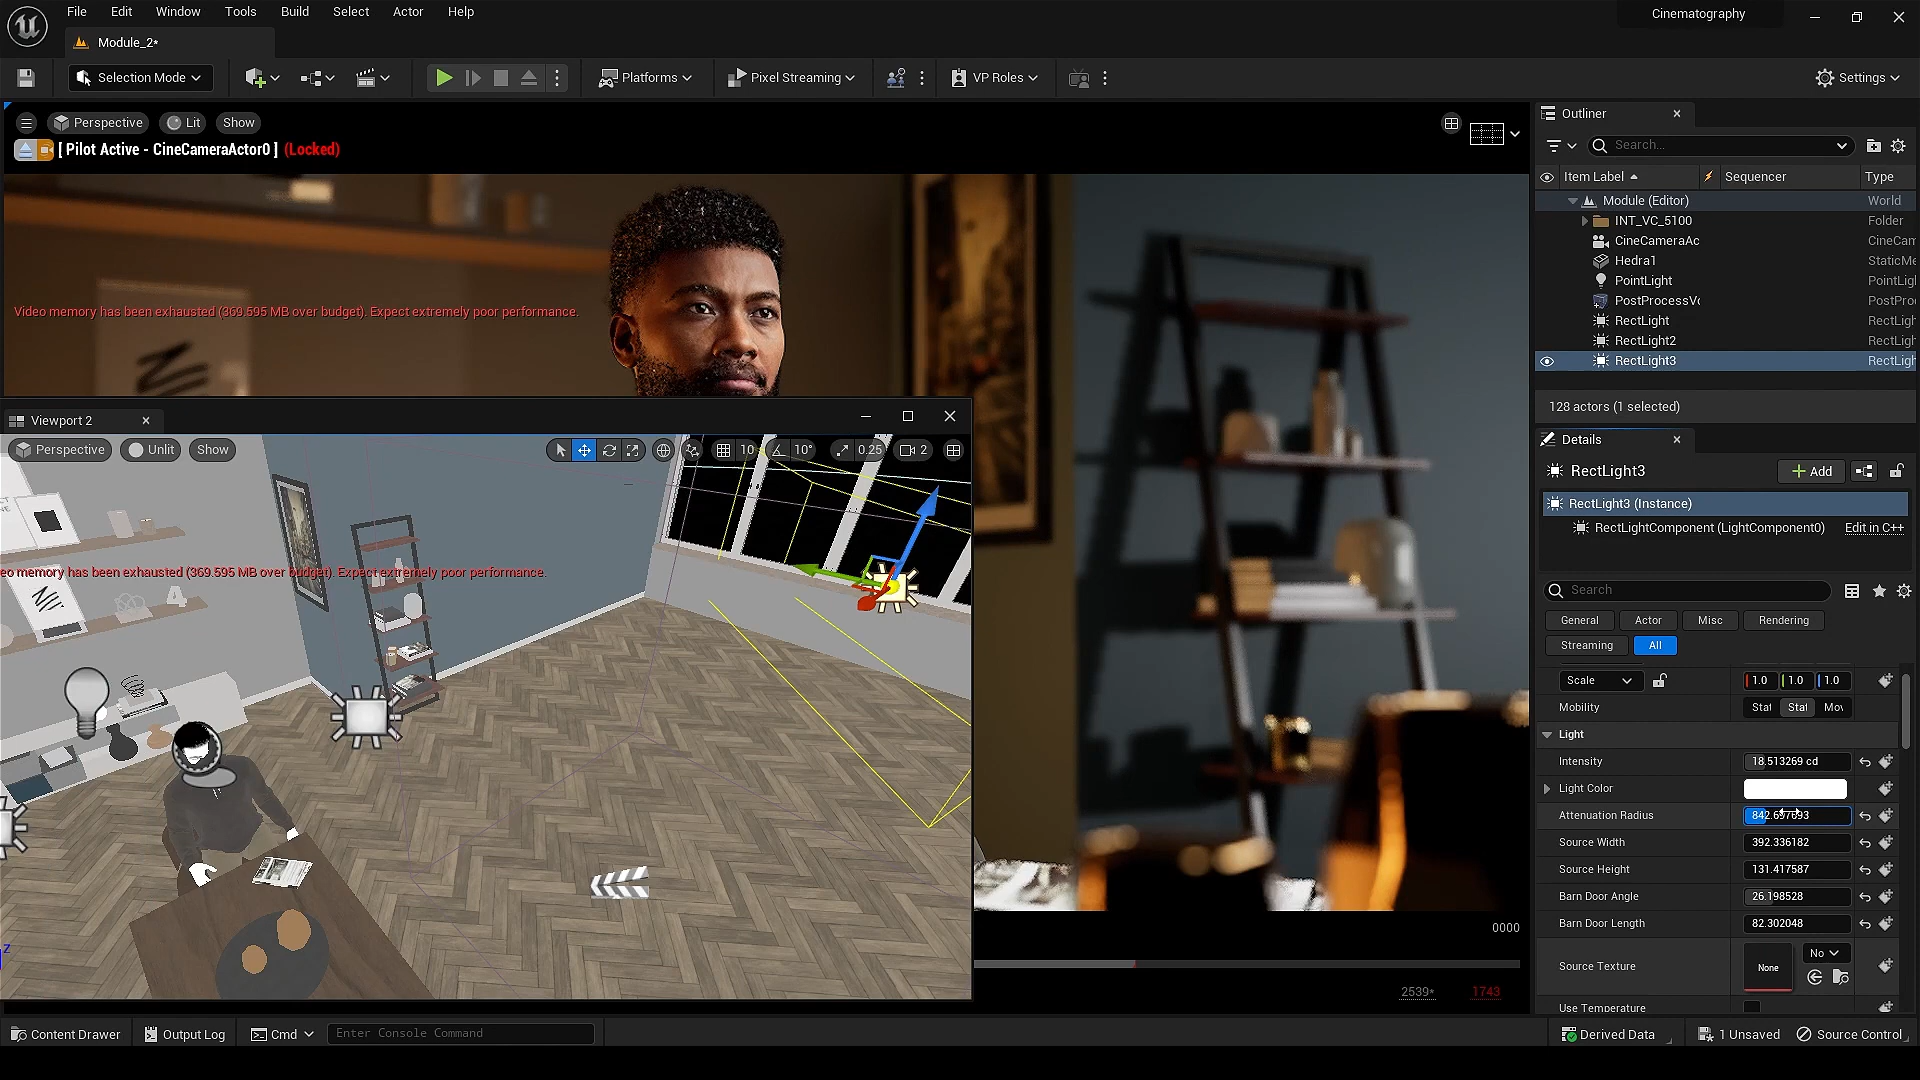 File Edit Window Tools Build Select Actor Help
Cinematography
Module_2*
Selection Mode
Platforms
Pixel Streaming
VP Roles
Settings
Perspective Lit Show
[ Pilot Active - CineCameraActor0 ] (Locked)
Video memory has been exhausted (369.595 MB over budget). Expect extremely poor performance.
Viewport 2
Perspective Unlit Show
10 10° 0.25 2
eo memory has been exhausted (369.595 MB over budget). Expect extremely poor performance.
Z
0000
2539* 1743
Outliner
Search...
Item Label Sequencer Type
Module (Editor) World
INT_VC_5100 Folder
CineCameraAc CineCam
Hedra1 StaticMe
PointLight PointLigh
PostProcessVo PostProc
RectLight RectLigh
RectLight2 RectLigh
RectLight3 RectLigh
128 actors (1 selected)
Details
RectLight3
Add
RectLight3 (Instance)
RectLightComponent (LightComponent0) Edit in C++
Search
General Actor Misc Rendering
Streaming All
Scale 1.0 1.0 1.0
Mobility Stat Stat Mov
Light
Intensity 18.513269 cd
Light Color
Attenuation Radius
Source Width 392.336182
Source Height 131.417587
Barn Door Angle 26.198528
Barn Door Length 82.302048
Source Texture None No
Use Temperature
Content Drawer Output Log Cmd Enter Console Command
Derived Data 1 Unsaved Source Control